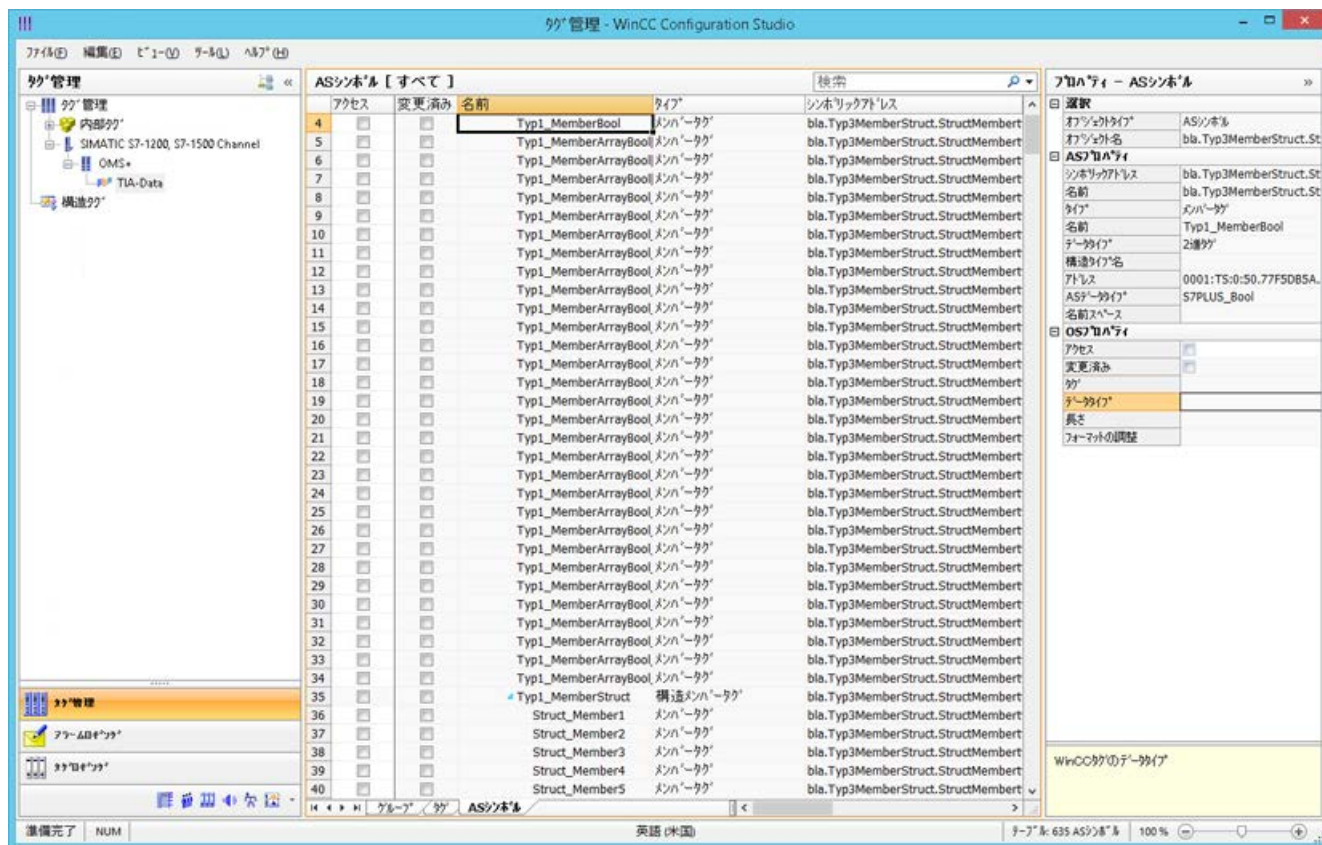 ﾀｸﾞ管理 - WinCC Configuration Studio
ﾌｧｲﾙ(F) 編集(E) ﾋﾞｭｰ(V) ﾂｰﾙ(L) ﾍﾙﾌﾟ(H)
ﾀｸﾞ管理
ﾀｸﾞ管理
内部ﾀｸﾞ
SIMATIC S7-1200, S7-1500 Channel
OMS+
TIA-Data
構造ﾀｸﾞ
ﾀｸﾞ管理
ｱﾗｰﾑﾛｷﾞﾝｸﾞ
ﾀｸﾞﾛｷﾞﾝｸﾞ
ASｼﾝﾎﾞﾙ [ すべて ]
検索
ｱｸｾｽ 変更済み 名前 ﾀｲﾌﾟ ｼﾝﾎﾞﾘｯｸｱﾄﾞﾚｽ
4 Typ1_MemberBool ﾒﾝﾊﾞｰﾀｸﾞ bla.Typ3MemberStruct.StructMembert
5 Typ1_MemberArrayBool ﾒﾝﾊﾞｰﾀｸﾞ bla.Typ3MemberStruct.StructMembert
6 Typ1_MemberArrayBool ﾒﾝﾊﾞｰﾀｸﾞ bla.Typ3MemberStruct.StructMembert
7 Typ1_MemberArrayBool ﾒﾝﾊﾞｰﾀｸﾞ bla.Typ3MemberStruct.StructMembert
8 Typ1_MemberArrayBool_ ﾒﾝﾊﾞｰﾀｸﾞ bla.Typ3MemberStruct.StructMembert
9 Typ1_MemberArrayBool_ ﾒﾝﾊﾞｰﾀｸﾞ bla.Typ3MemberStruct.StructMembert
10 Typ1_MemberArrayBool_ ﾒﾝﾊﾞｰﾀｸﾞ bla.Typ3MemberStruct.StructMembert
11 Typ1_MemberArrayBool_ ﾒﾝﾊﾞｰﾀｸﾞ bla.Typ3MemberStruct.StructMembert
12 Typ1_MemberArrayBool_ ﾒﾝﾊﾞｰﾀｸﾞ bla.Typ3MemberStruct.StructMembert
13 Typ1_MemberArrayBool_ ﾒﾝﾊﾞｰﾀｸﾞ bla.Typ3MemberStruct.StructMembert
14 Typ1_MemberArrayBool_ ﾒﾝﾊﾞｰﾀｸﾞ bla.Typ3MemberStruct.StructMembert
15 Typ1_MemberArrayBool_ ﾒﾝﾊﾞｰﾀｸﾞ bla.Typ3MemberStruct.StructMembert
16 Typ1_MemberArrayBool_ ﾒﾝﾊﾞｰﾀｸﾞ bla.Typ3MemberStruct.StructMembert
17 Typ1_MemberArrayBool_ ﾒﾝﾊﾞｰﾀｸﾞ bla.Typ3MemberStruct.StructMembert
18 Typ1_MemberArrayBool_ ﾒﾝﾊﾞｰﾀｸﾞ bla.Typ3MemberStruct.StructMembert
19 Typ1_MemberArrayBool_ ﾒﾝﾊﾞｰﾀｸﾞ bla.Typ3MemberStruct.StructMembert
20 Typ1_MemberArrayBool_ ﾒﾝﾊﾞｰﾀｸﾞ bla.Typ3MemberStruct.StructMembert
21 Typ1_MemberArrayBool_ ﾒﾝﾊﾞｰﾀｸﾞ bla.Typ3MemberStruct.StructMembert
22 Typ1_MemberArrayBool_ ﾒﾝﾊﾞｰﾀｸﾞ bla.Typ3MemberStruct.StructMembert
23 Typ1_MemberArrayBool_ ﾒﾝﾊﾞｰﾀｸﾞ bla.Typ3MemberStruct.StructMembert
24 Typ1_MemberArrayBool_ ﾒﾝﾊﾞｰﾀｸﾞ bla.Typ3MemberStruct.StructMembert
25 Typ1_MemberArrayBool_ ﾒﾝﾊﾞｰﾀｸﾞ bla.Typ3MemberStruct.StructMembert
26 Typ1_MemberArrayBool_ ﾒﾝﾊﾞｰﾀｸﾞ bla.Typ3MemberStruct.StructMembert
27 Typ1_MemberArrayBool_ ﾒﾝﾊﾞｰﾀｸﾞ bla.Typ3MemberStruct.StructMembert
28 Typ1_MemberArrayBool_ ﾒﾝﾊﾞｰﾀｸﾞ bla.Typ3MemberStruct.StructMembert
29 Typ1_MemberArrayBool_ ﾒﾝﾊﾞｰﾀｸﾞ bla.Typ3MemberStruct.StructMembert
30 Typ1_MemberArrayBool_ ﾒﾝﾊﾞｰﾀｸﾞ bla.Typ3MemberStruct.StructMembert
31 Typ1_MemberArrayBool_ ﾒﾝﾊﾞｰﾀｸﾞ bla.Typ3MemberStruct.StructMembert
32 Typ1_MemberArrayBool_ ﾒﾝﾊﾞｰﾀｸﾞ bla.Typ3MemberStruct.StructMembert
33 Typ1_MemberArrayBool_ ﾒﾝﾊﾞｰﾀｸﾞ bla.Typ3MemberStruct.StructMembert
34 Typ1_MemberArrayBool_ ﾒﾝﾊﾞｰﾀｸﾞ bla.Typ3MemberStruct.StructMembert
35 Typ1_MemberStruct 構造ﾒﾝﾊﾞｰﾀｸﾞ bla.Typ3MemberStruct.StructMembert
36 Struct_Member1 ﾒﾝﾊﾞｰﾀｸﾞ bla.Typ3MemberStruct.StructMembert
37 Struct_Member2 ﾒﾝﾊﾞｰﾀｸﾞ bla.Typ3MemberStruct.StructMembert
38 Struct_Member3 ﾒﾝﾊﾞｰﾀｸﾞ bla.Typ3MemberStruct.StructMembert
39 Struct_Member4 ﾒﾝﾊﾞｰﾀｸﾞ bla.Typ3MemberStruct.StructMembert
40 Struct_Member5 ﾒﾝﾊﾞｰﾀｸﾞ bla.Typ3MemberStruct.StructMembert
ｸﾞﾙｰﾌﾟ ﾀｸﾞ ASｼﾝﾎﾞﾙ
ﾌﾟﾛﾊﾟﾃｨ - ASｼﾝﾎﾞﾙ
選択
ｵﾌﾞｼﾞｪｸﾄﾀｲﾌﾟ ASｼﾝﾎﾞﾙ
ｵﾌﾞｼﾞｪｸﾄ名 bla.Typ3MemberStruct.St
ASﾌﾟﾛﾊﾟﾃｨ
ｼﾝﾎﾞﾘｯｸｱﾄﾞﾚｽ bla.Typ3MemberStruct.St
名前 bla.Typ3MemberStruct.St
ﾀｲﾌﾟ ﾒﾝﾊﾞｰﾀｸﾞ
名前 Typ1_MemberBool
ﾃﾞｰﾀﾀｲﾌﾟ 2進ﾀｸﾞ
構造ﾀｲﾌﾟ名
ｱﾄﾞﾚｽ 0001:TS:0:50.77F5DB5A.
ASﾃﾞｰﾀﾀｲﾌﾟ S7PLUS_Bool
名前ｽﾍﾟｰｽ
OSﾌﾟﾛﾊﾟﾃｨ
ｱｸｾｽ
変更済み
ﾀｸﾞ
ﾃﾞｰﾀﾀｲﾌﾟ
長さ
ﾌｫｰﾏｯﾄの調整
WinCCﾀｸﾞのﾃﾞｰﾀﾀｲﾌﾟ
準備完了 NUM 英語 (米国) ﾃｰﾌﾞﾙ: 635 ASｼﾝﾎﾞﾙ 100 %